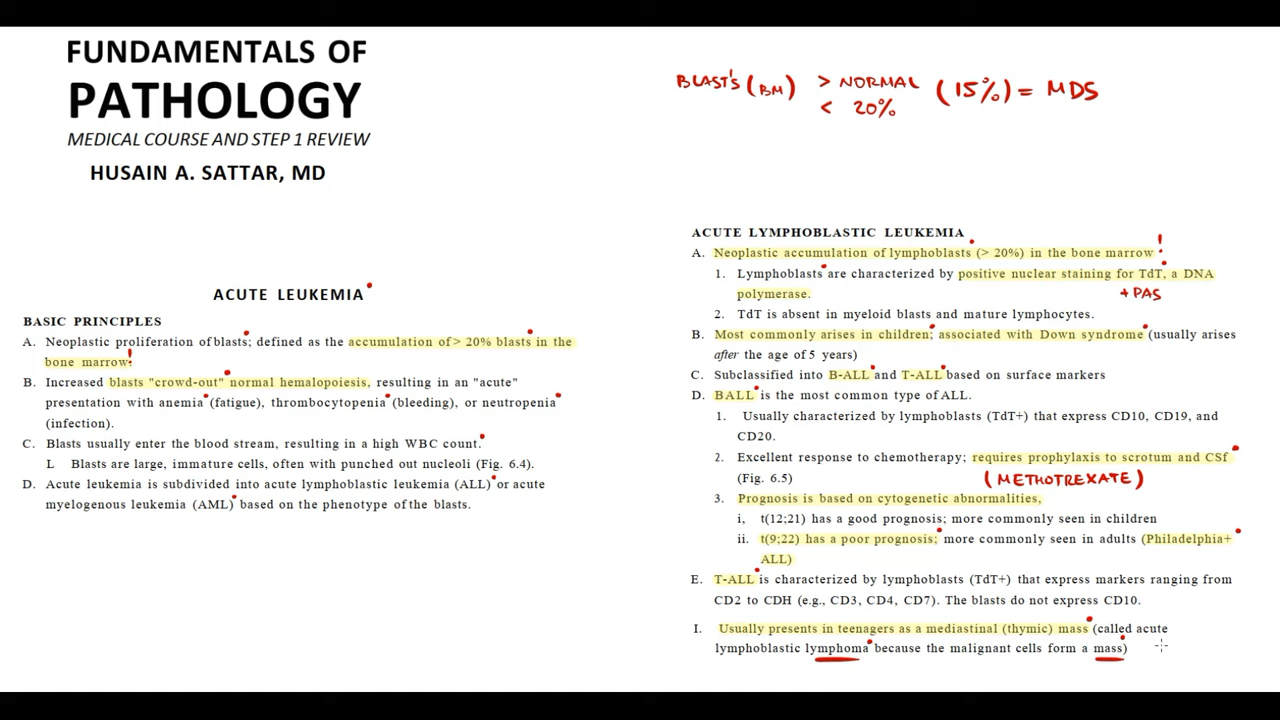 FUNDAMENTALS OF
PATHOLOGY
MEDICAL COURSE AND STEP 1 REVIEW
HUSAIN A. SATTAR, MD
ACUTE LEUKEMIA
BASIC PRINCIPLES
A. Neoplastic proliferation of blasts; defined as the accumulation of > 20% blasts in the
bone marrow.
B. Increased blasts "crowd-out" normal hemalopoiesis, resulting in an "acute"
presentation with anemia (fatigue), thrombocytopenia (bleeding), or neutropenia
(infection).
C. Blasts usually enter the blood stream, resulting in a high WBC count.
L Blasts are large, immature cells, often with punched out nucleoli (Fig. 6.4).
D. Acute leukemia is subdivided into acute lymphoblastic leukemia (ALL) or acute
myelogenous leukemia (AML) based on the phenotype of the blasts.
BLAST'S (BM) > NORMAL (15%) = MDS
< 20%
ACUTE LYMPHOBLASTIC LEUKEMIA
A. Neoplastic accumulation of lymphoblasts (> 20%) in the bone marrow !
1. Lymphoblasts are characterized by positive nuclear staining for TdT, a DNA
polymerase. + PAS
2. TdT is absent in myeloid blasts and mature lymphocytes.
B. Most commonly arises in children; associated with Down syndrome (usually arises
after the age of 5 years)
C. Subclassified into B-ALL and T-ALL based on surface markers
D. BALL is the most common type of ALL.
1. Usually characterized by lymphoblasts (TdT+) that express CD10, CD19, and
CD20.
2. Excellent response to chemotherapy; requires prophylaxis to scrotum and CSf
(Fig. 6.5) (METHOTREXATE)
3. Prognosis is based on cytogenetic abnormalities,
i, t(12;21) has a good prognosis; more commonly seen in children
ii. t(9;22) has a poor prognosis; more commonly seen in adults (Philadelphia+
ALL)
E. T-ALL is characterized by lymphoblasts (TdT+) that express markers ranging from
CD2 to CDH (e.g., CD3, CD4, CD7). The blasts do not express CD10.
I. Usually presents in teenagers as a mediastinal (thymic) mass (called acute
lymphoblastic lymphoma because the malignant cells form a mass)